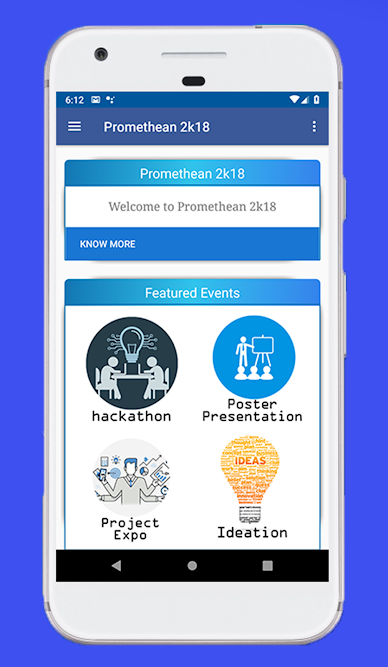 6:12
Promethean 2k18
Promethean 2k18
Welcome to Promethean 2k18
KNOW MORE
Featured Events
hackathon
Poster
Presentation
Project
Expo
IDEAS
Ideation